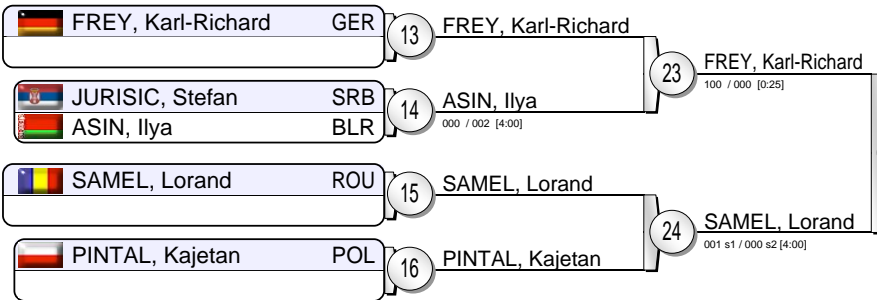 FREY, Karl-Richard GER
13
FREY, Karl-Richard
23
FREY, Karl-Richard
100 / 000 [0:25]
JURISIC, Stefan SRB
ASIN, Ilya BLR
14
ASIN, Ilya
000 / 002 [4:00]
SAMEL, Lorand ROU
15
SAMEL, Lorand
24
SAMEL, Lorand
001 s1 / 000 s2 [4:00]
PINTAL, Kajetan POL
16
PINTAL, Kajetan